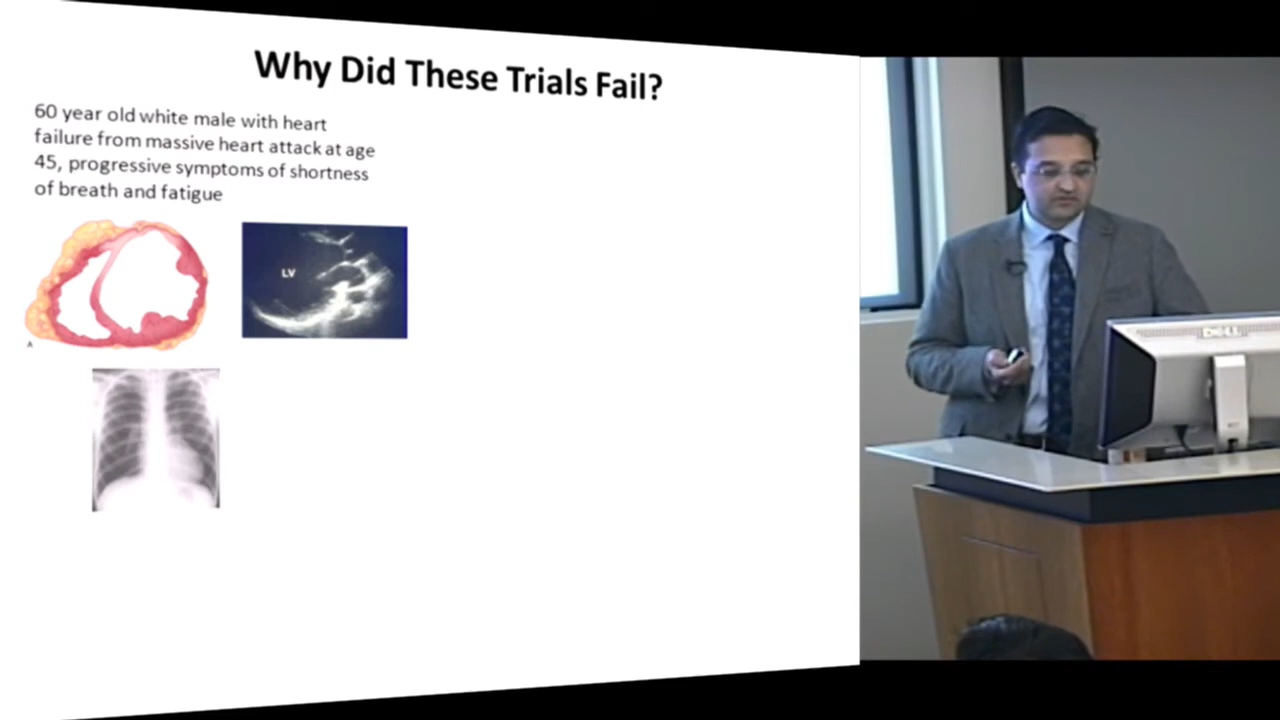 Why Did These Trials Fail?
60 year old white male with heart
failure from massive heart attack at age
45, progressive symptoms of shortness
of breath and fatigue
LV
A
DELL